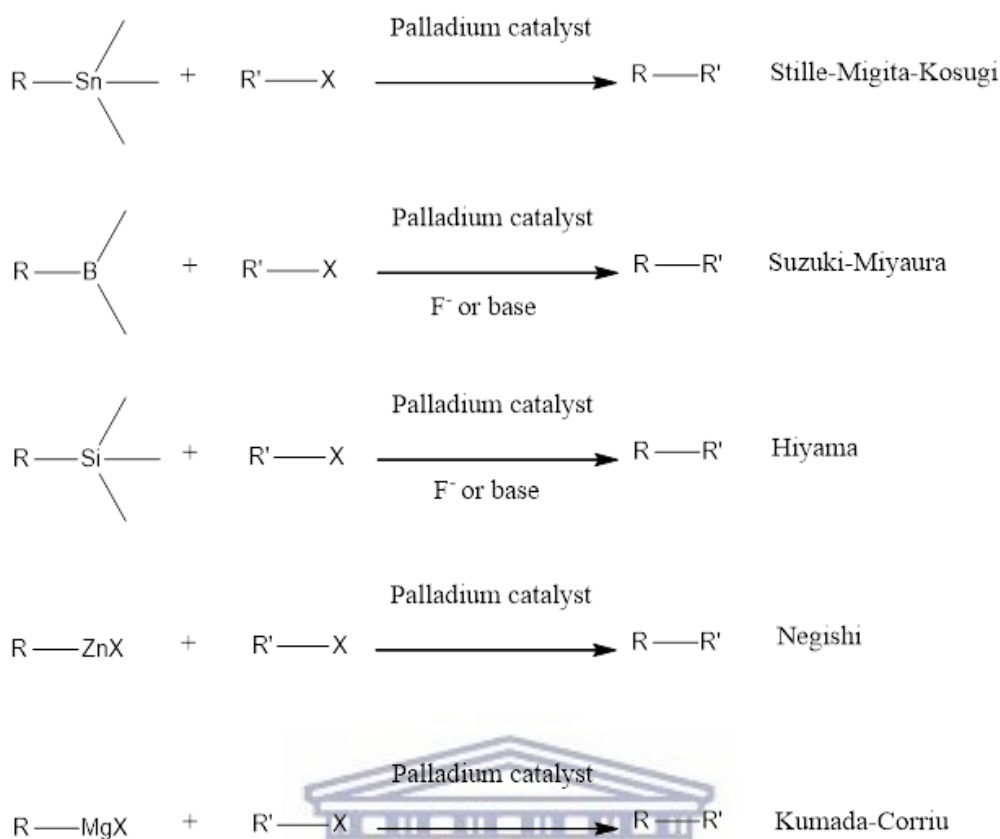 Palladium catalyst
R—Sn + R'—X R—R' Stille-Migita-Kosugi
Palladium catalyst
R—B + R'—X R—R' Suzuki-Miyaura
F⁻ or base
Palladium catalyst
R—Si + R'—X R—R' Hiyama
F⁻ or base
Palladium catalyst
R—ZnX + R'—X R—R' Negishi
Palladium catalyst
R—MgX + R'—X R—R' Kumada-Corriu